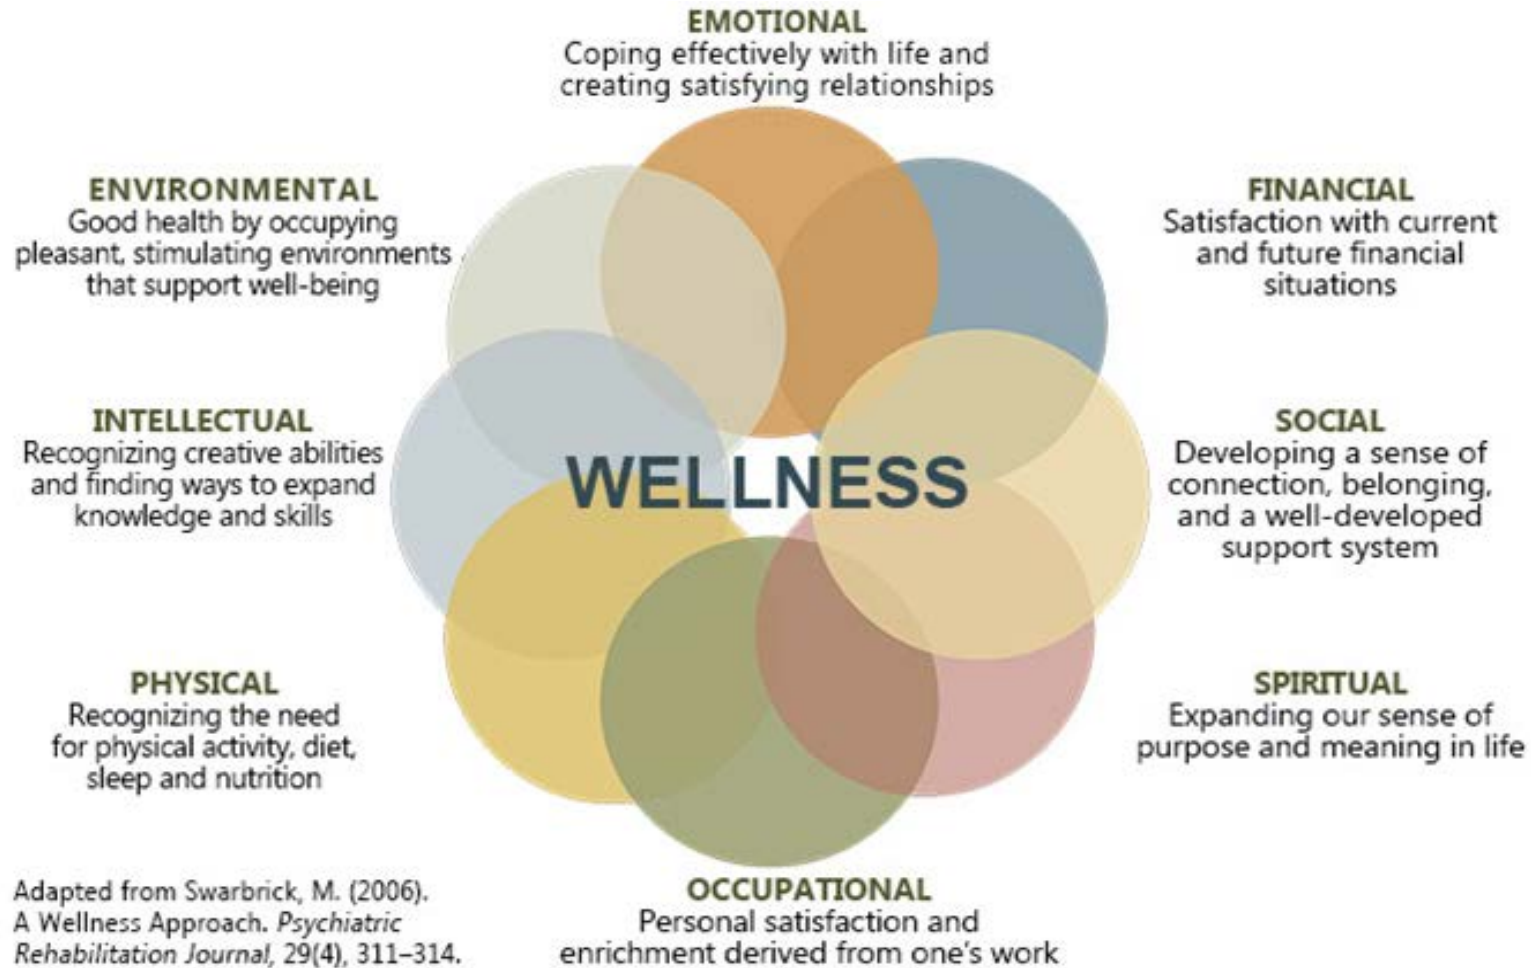 EMOTIONAL
Coping effectively with life and
creating satisfying relationships
ENVIRONMENTAL
Good health by occupying
pleasant, stimulating environments
that support well-being
FINANCIAL
Satisfaction with current
and future financial
situations
INTELLECTUAL
Recognizing creative abilities
and finding ways to expand
knowledge and skills
WELLNESS
SOCIAL
Developing a sense of
connection, belonging,
and a well-developed
support system
PHYSICAL
Recognizing the need
for physical activity, diet,
sleep and nutrition
SPIRITUAL
Expanding our sense of
purpose and meaning in life
OCCUPATIONAL
Personal satisfaction and
enrichment derived from one's work
Adapted from Swarbrick, M. (2006).
A Wellness Approach. Psychiatric
Rehabilitation Journal, 29(4), 311–314.